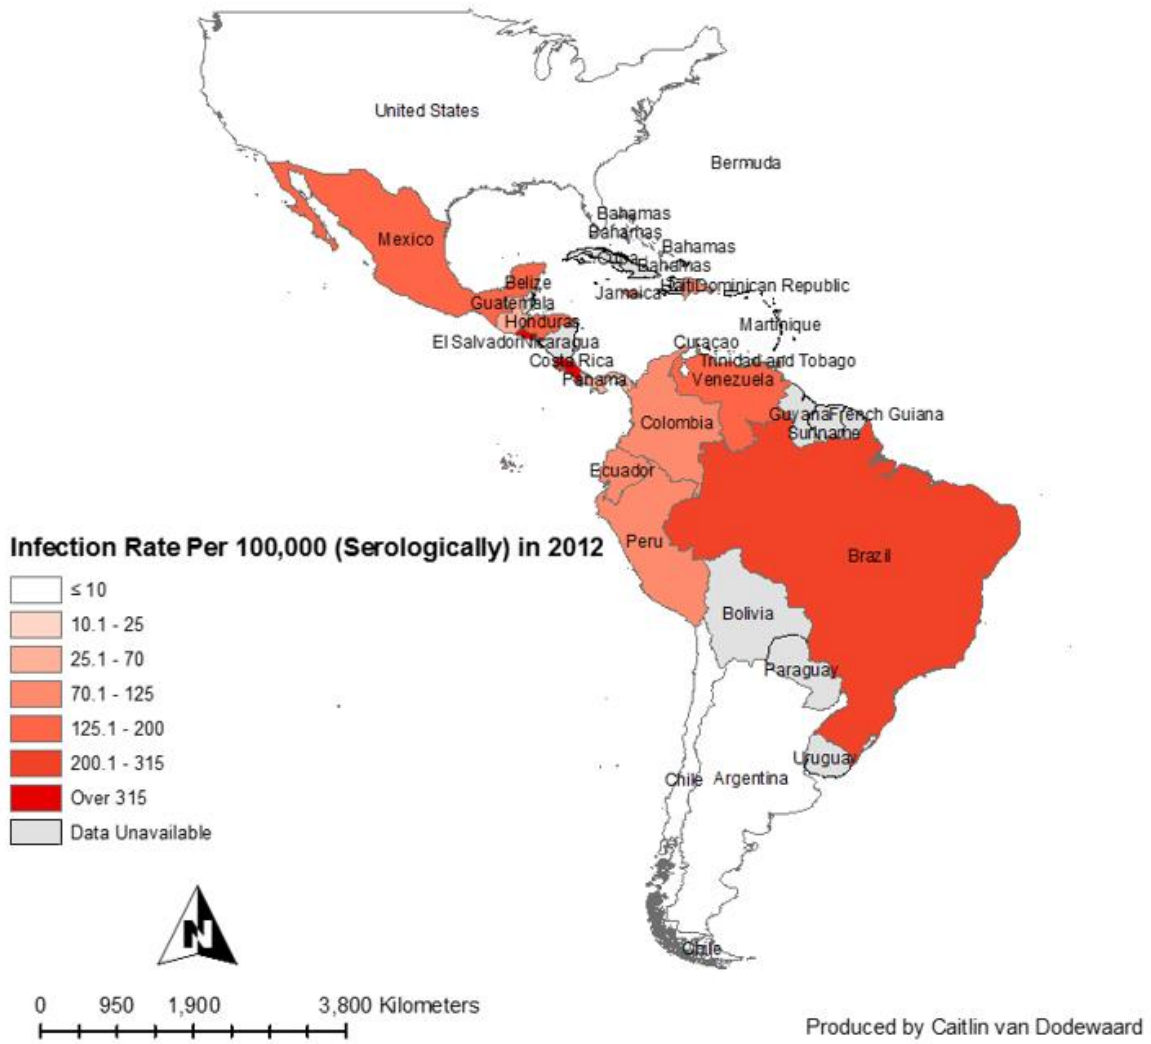 United States
Bermuda
Bahamas
Bahamas
Mexico
Bahamas
Cuba
Bahamas
Belize
Haiti
Dominican Republic
Jamaica
Guatemala
Honduras
Martinique
El Salvador
Nicaragua
Curacao
Costa Rica
Trinidad and Tobago
Panama
Venezuela
Colombia
Guyana
French Guiana
Suriname
Ecuador
Peru
Infection Rate Per 100,000 (Serologically) in 2012
Brazil
≤ 10
10.1 - 25
25.1 - 70
70.1 - 125
125.1 - 200
200.1 - 315
Over 315
Data Unavailable
Bolivia
Paraguay
Uruguay
Chile
Argentina
Chile
N
0 950 1,900 3,800 Kilometers
Produced by Caitlin van Dodewaard